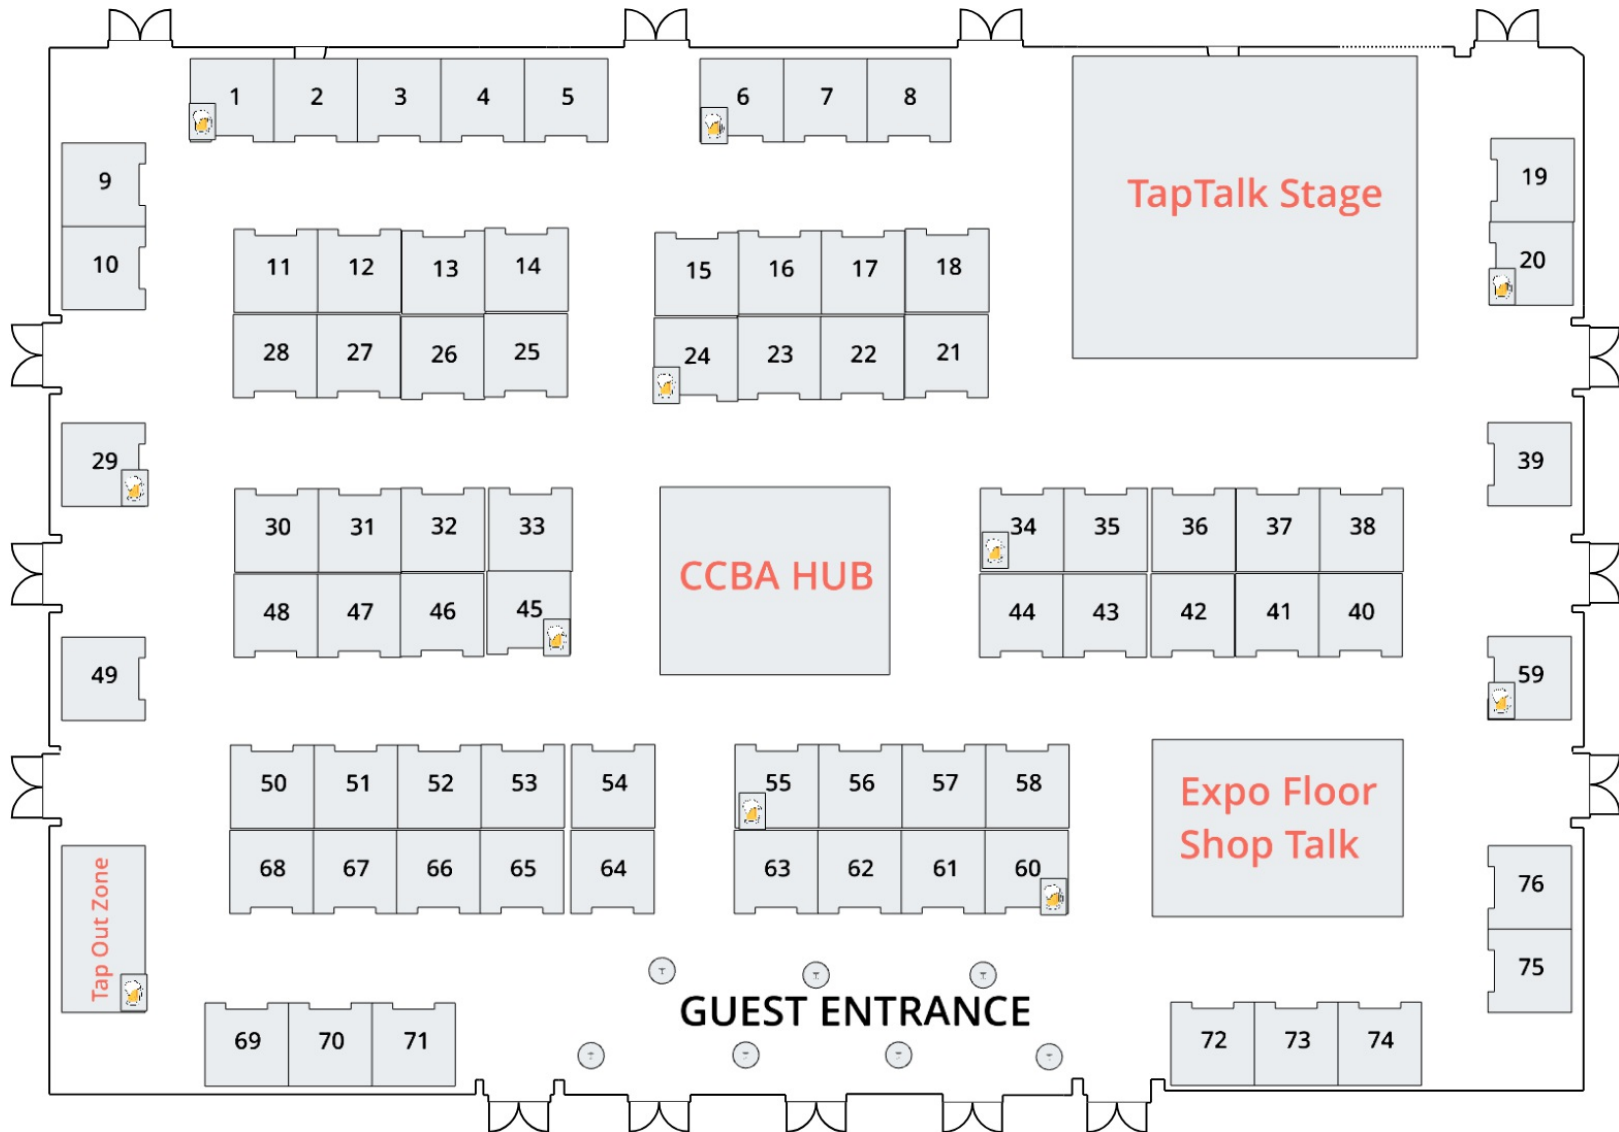 1 2 3 4 5 6 7 8
TapTalk Stage
9
19
10
20
11 12 13 14 15 16 17 18
28 27 26 25 24 23 22 21
29
39
30 31 32 33 34 35 36 37 38
CCBA HUB
48 47 46 45 44 43 42 41 40
49
59
50 51 52 53 54 55 56 57 58
Expo Floor
Shop Talk
68 67 66 65 64 63 62 61 60
76
Tap Out Zone
75
GUEST ENTRANCE
69 70 71
72 73 74